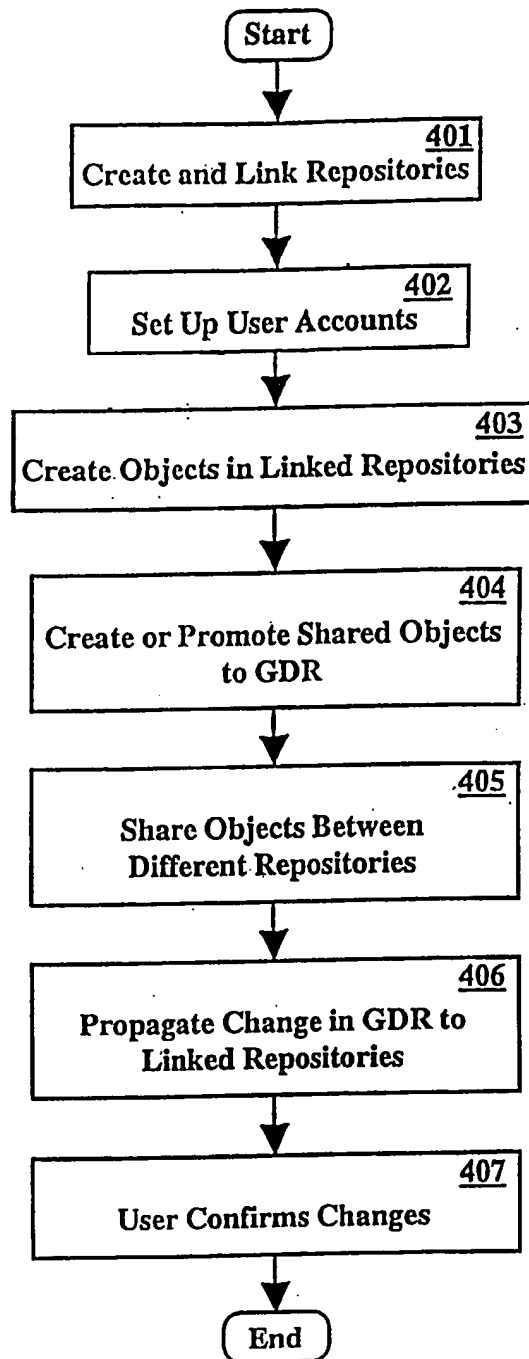 Start
401
Create and Link Repositories
402
Set Up User Accounts
403
Create Objects in Linked Repositories
404
Create or Promote Shared Objects
to GDR
405
Share Objects Between
Different Repositories
406
Propagate Change in GDR to
Linked Repositories
407
User Confirms Changes
End